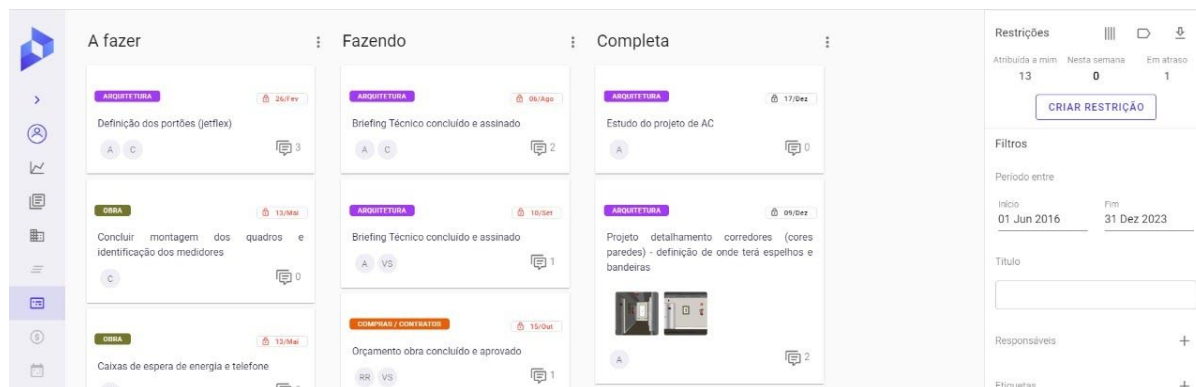 A fazer
ARQUITETURA
26/Fev
Definição dos portões (jetflex)
A C
3
OBRA
13/Mai
Concluir montagem dos quadros e
identificação dos medidores
C
0
OBRA
13/Mai
Caixas de espera de energia e telefone
Fazendo
ARQUITETURA
06/Ago
Briefing Técnico concluído e assinado
A C
2
ARQUITETURA
10/Set
Briefing Técnico concluído e assinado
A VS
1
COMPRAS / CONTRATOS
15/Out
Orçamento obra concluído e aprovado
RR VS
1
Completa
ARQUITETURA
17/Dez
Estudo do projeto de AC
A
0
ARQUITETURA
09/Dez
Projeto detalhamento corredores (cores
paredes) - definição de onde terá espelhos e
bandeiras
A
2
Restrições
Atribuída a mim Nesta semana Em atraso
13 0 1
CRIAR RESTRIÇÃO
Filtros
Período entre
Início Fim
01 Jun 2016 31 Dez 2023
Título
Responsáveis
Etiquetas